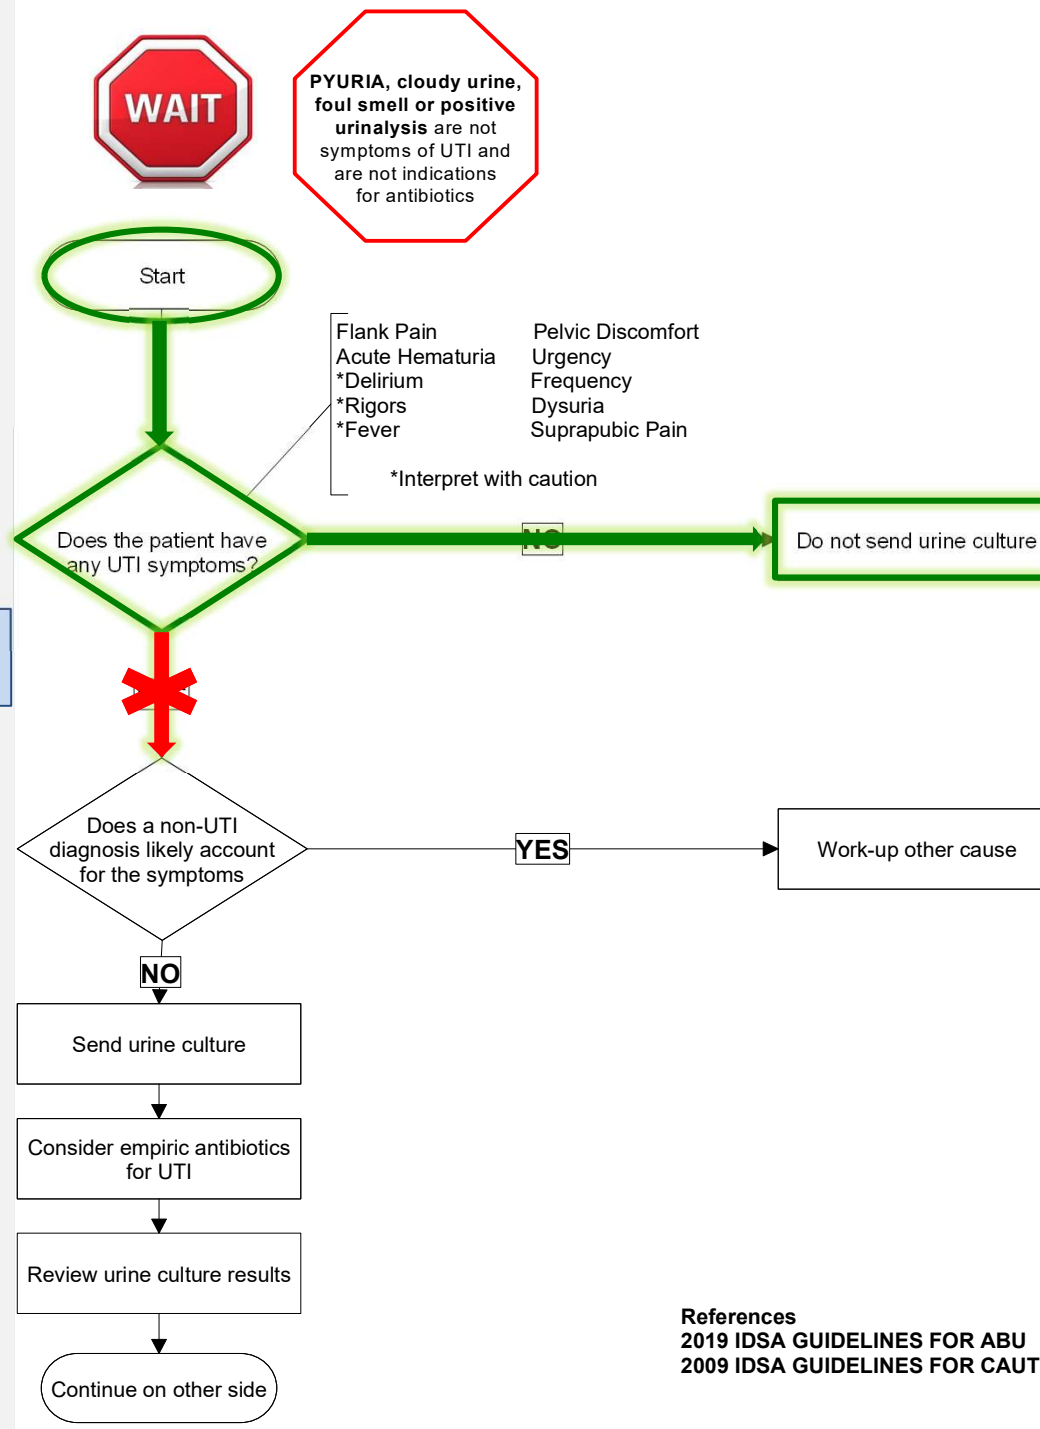 WAIT
PYURIA, cloudy urine,
foul smell or positive
urinalysis are not
symptoms of UTI and
are not indications
for antibiotics
Start
Flank Pain Pelvic Discomfort
Acute Hematuria Urgency
*Delirium Frequency
*Rigors Dysuria
*Fever Suprapubic Pain
*Interpret with caution
Does the patient have
any UTI symptoms?
NO
Do not send urine culture
Does a non-UTI
diagnosis likely account
for the symptoms
YES
Work-up other cause
NO
Send urine culture
Consider empiric antibiotics
for UTI
Review urine culture results
Continue on other side
References
2019 IDSA GUIDELINES FOR ABU
2009 IDSA GUIDELINES FOR CAUT